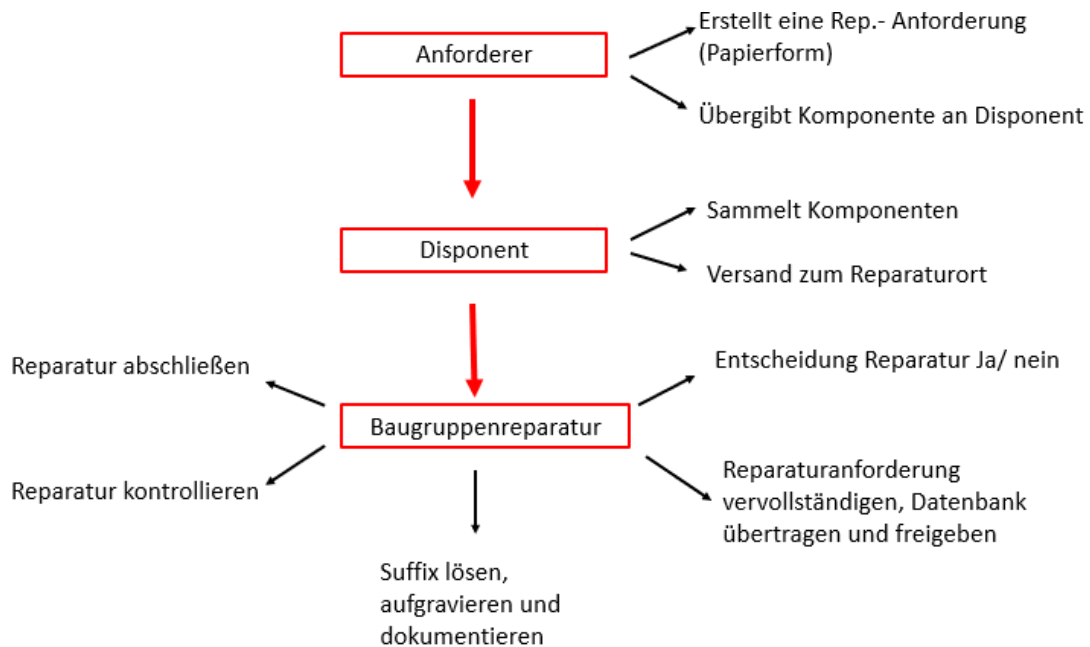 Erstellt eine Rep.- Anforderung
(Papierform)
Anforderer
Übergibt Komponente an Disponent
Sammelt Komponenten
Disponent
Versand zum Reparaturort
Entscheidung Reparatur Ja/ nein
Reparatur abschließen
Baugruppenreparatur
Reparatur kontrollieren
Reparaturanforderung
vervollständigen, Datenbank
übertragen und freigeben
Suffix lösen,
aufgravieren und
dokumentieren